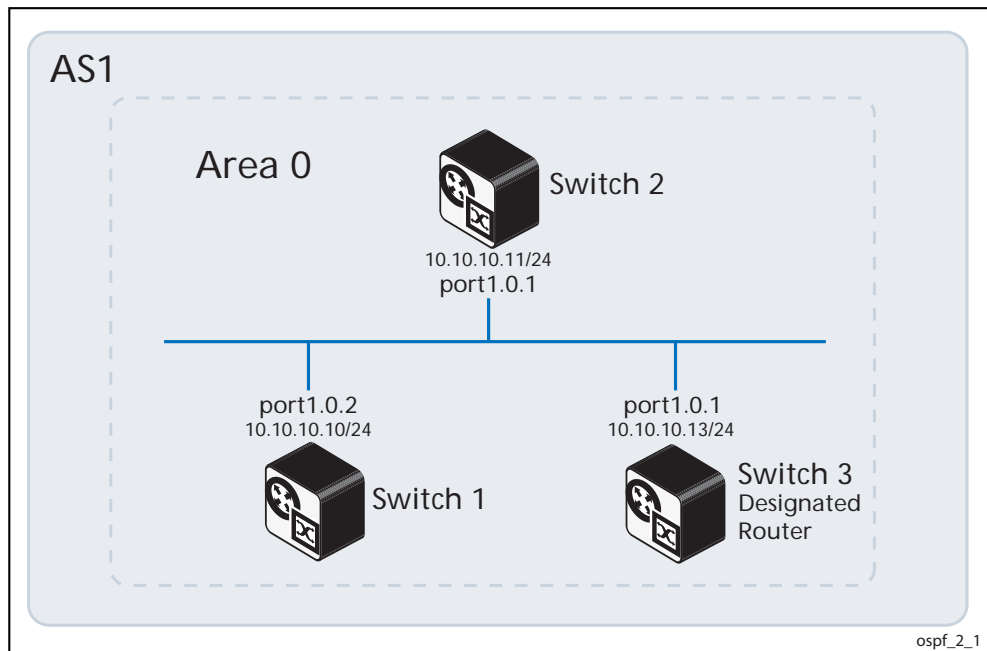 AS1
Area 0
Switch 2
10.10.10.11/24
port1.0.1
port1.0.2
10.10.10.10/24
Switch 1
port1.0.1
10.10.10.13/24
Switch 3
Designated
Router
ospf_2_1